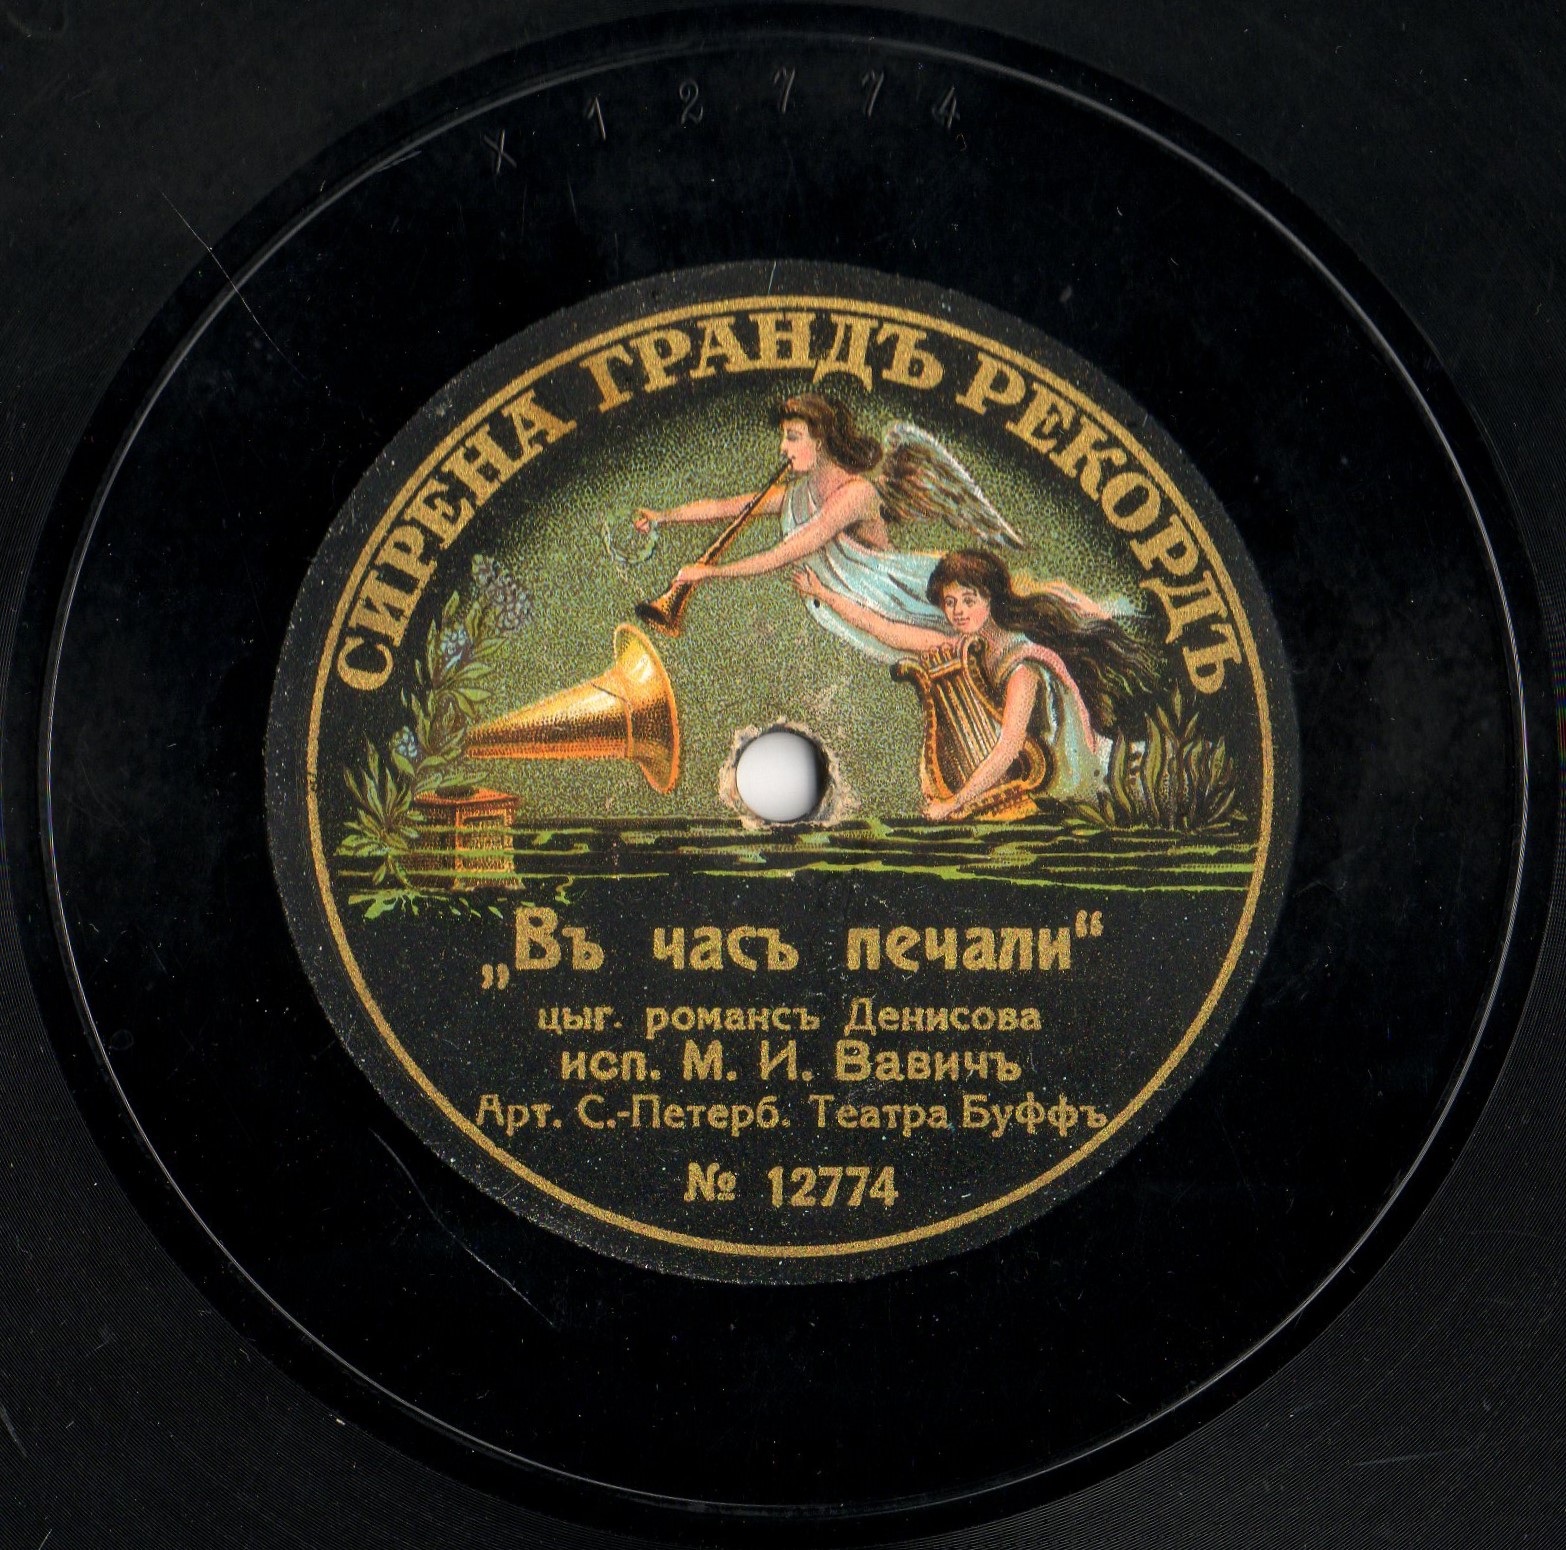 x 12774
СИРЕНА ГРАНДЪ РЕКОРДЪ
„Въ часъ печали“
цыг. романсъ Денисова
исп. М. И. Вавичъ
Арт. С.-Петерб. Театра Буффъ
№ 12774